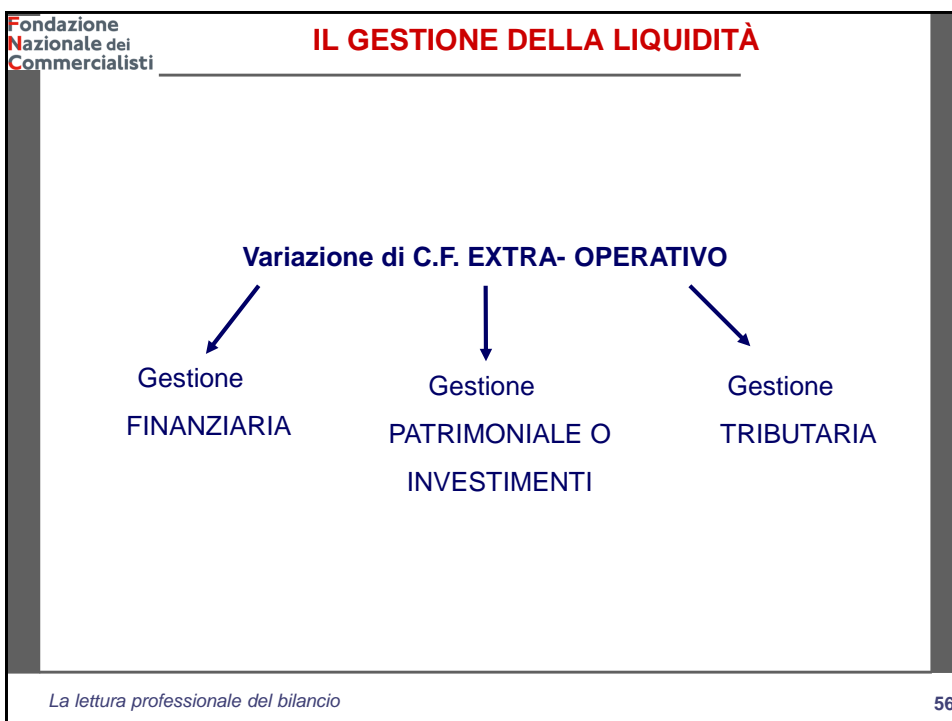 Fondazione
Nazionale dei
Commercialisti
IL GESTIONE DELLA LIQUIDITÀ
Variazione di C.F. EXTRA- OPERATIVO
Gestione
FINANZIARIA
Gestione
PATRIMONIALE O
INVESTIMENTI
Gestione
TRIBUTARIA
La lettura professionale del bilancio
56